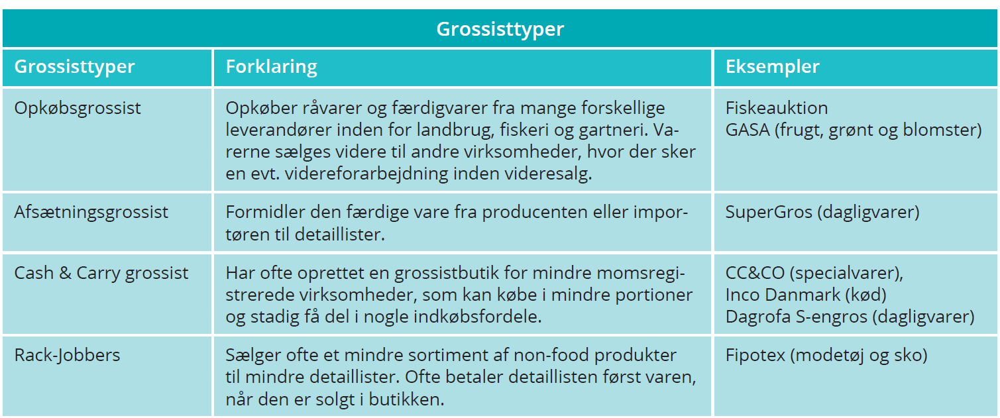 Grossisttyper
Grossisttyper
Forklaring
Eksempler
Opkøbsgrossist
Opkøber råvarer og færdigvarer fra mange forskellige
leverandører inden for landbrug, fiskeri og gartneri. Va-
rerne sælges videre til andre virksomheder, hvor der sker
en evt. videreforarbejdning inden videresalg.
Fiskeauktion
GASA (frugt, grønt og blomster)
Afsætningsgrossist
Formidler den færdige vare fra producenten eller impor-
tøren til detaillister.
SuperGros (dagligvarer)
Cash & Carry grossist
Har ofte oprettet en grossistbutik for mindre momsregi-
strerede virksomheder, som kan købe i mindre portioner
og stadig få del i nogle indkøbsfordele.
CC&CO (specialvarer),
Inco Danmark (kød)
Dagrofa S-engros (dagligvarer)
Rack-Jobbers
Sælger ofte et mindre sortiment af non-food produkter
til mindre detaillister. Ofte betaler detaillisten først varen,
når den er solgt i butikken.
Fipotex (modetøj og sko)